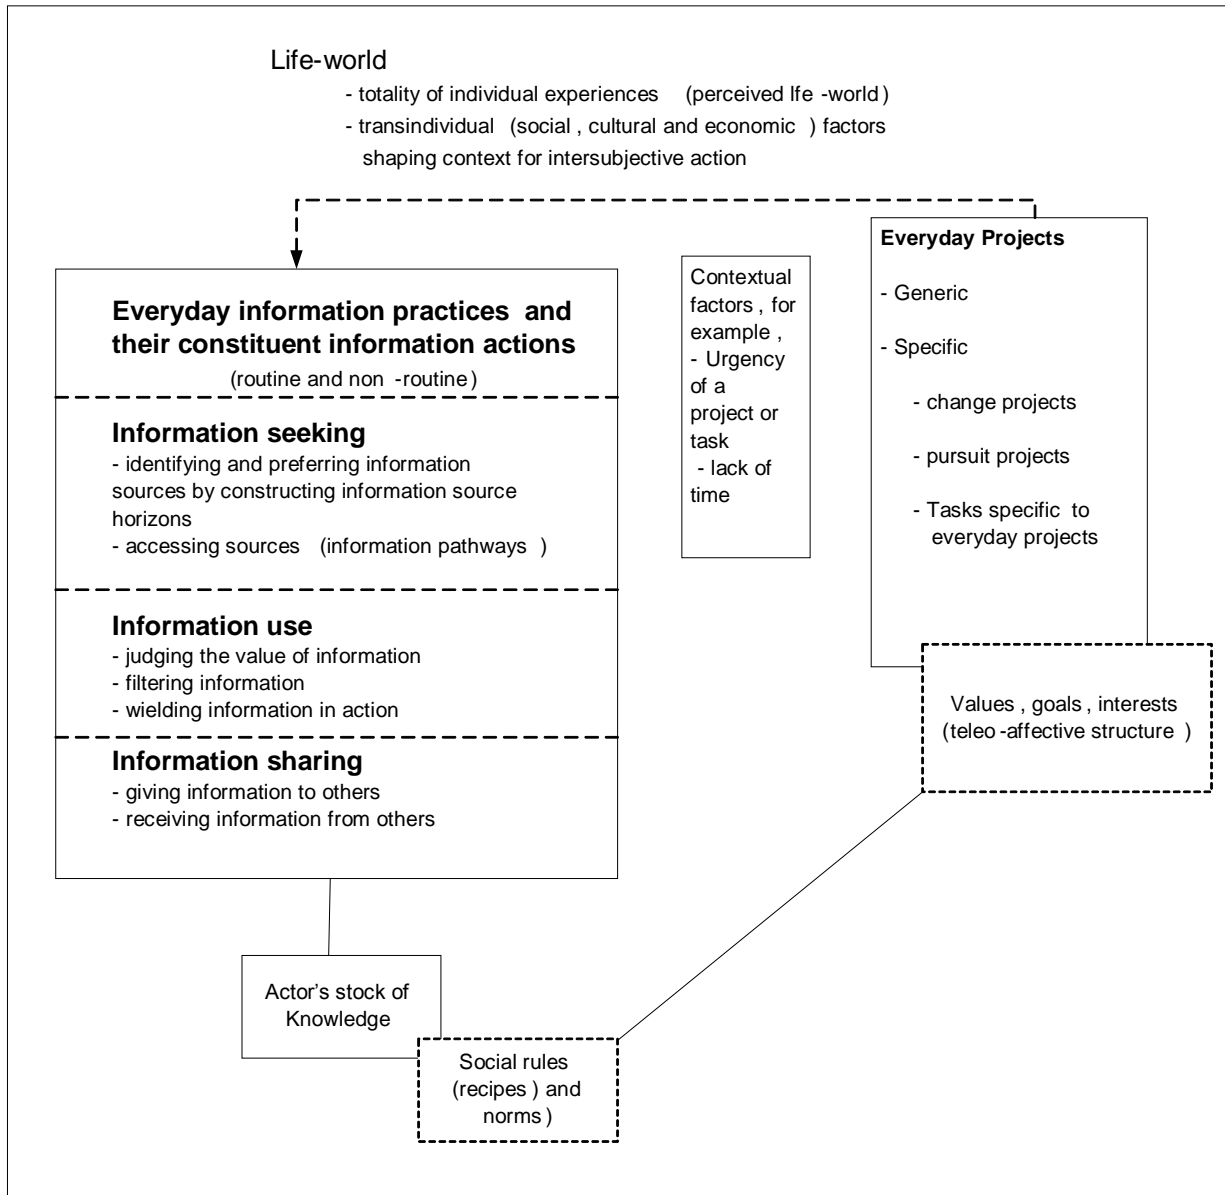 Life-world
- totality of individual experiences (perceived lfe -world)
- transindividual (social , cultural and economic ) factors
shaping context for intersubjective action
Everyday information practices and
their constituent information actions
(routine and non -routine)
Information seeking
- identifying and preferring information
sources by constructing information source
horizons
- accessing sources (information pathways )
Information use
- judging the value of information
- filtering information
- wielding information in action
Information sharing
- giving information to others
- receiving information from others
Contextual
factors , for
example ,
- Urgency
of a
project or
task
- lack of
time
Everyday Projects
- Generic
- Specific
- change projects
- pursuit projects
- Tasks specific to
everyday projects
Values , goals , interests
(teleo -affective structure )
Actor's stock of
Knowledge
Social rules
(recipes ) and
norms )